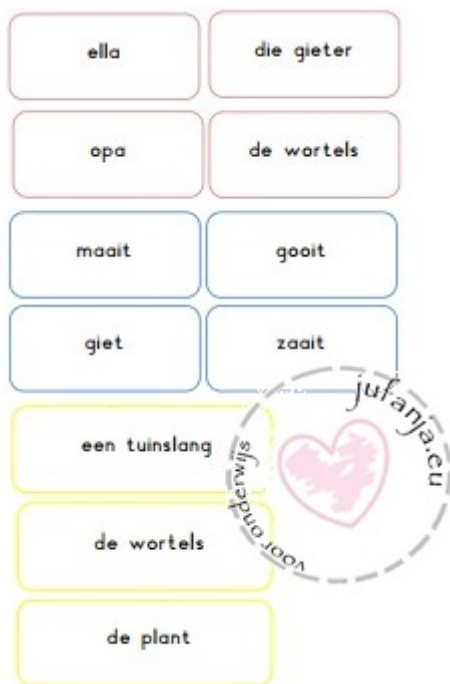 ella
die gieter
opa
de wortels
maait
gooit
giet
zaait
een tuinslang
de wortels
de plant
jufanja.eu
voor onderwijs